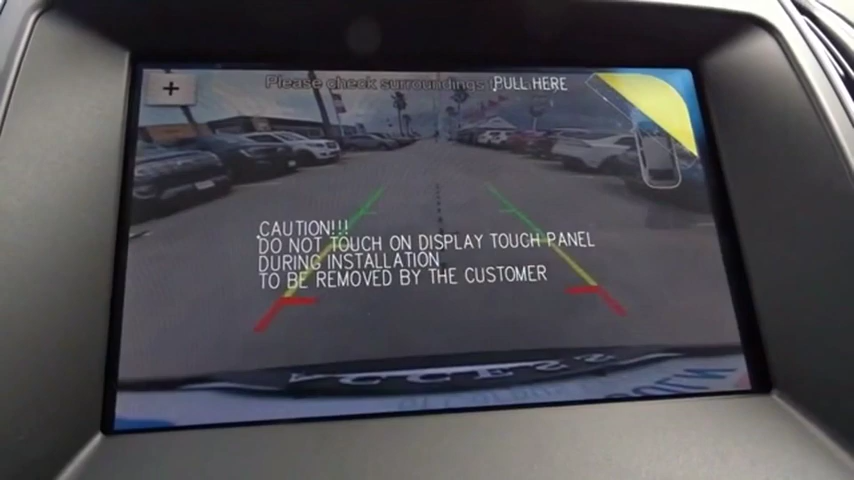 +
Please check surroundings
PULL HERE
CAUTION!!!
DO NOT TOUCH ON DISPLAY TOUCH PANEL
DURING INSTALLATION
TO BE REMOVED BY THE CUSTOMER
ACCESS